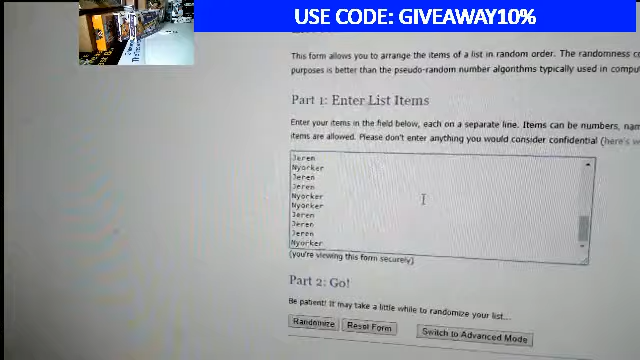 USE CODE: GIVEAWAY10%
This form allows you to arrange the items of a list in random order. The randomness
purposes is better than the pseudo-random number algorithms typically used in
Part 1: Enter List Items
Enter your items in the field below, each on a separate line. Items can be numbers,
items are allowed. Please don't enter anything you would consider confidential (here's
Jeren
Nyorker
Jeren
Jeren
Nyorker
Nyorker
Jeren
Jeren
Jeren
Nyorker
(you're viewing this form securely)
Part 2: Go!
Be patient! It may take a little while to randomize your list...
Randomize Reset Form Switch to Advanced Mode